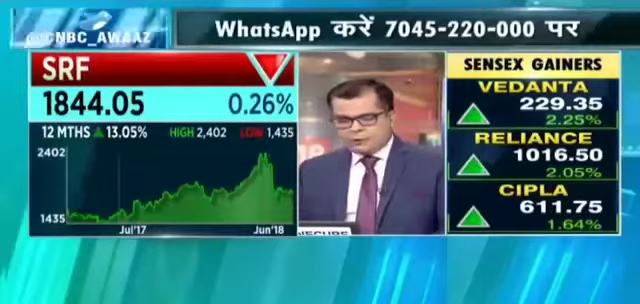 @CNBC_AWAAZ
WhatsApp करें 7045-220-000 पर
SRF
1844.05 0.26%
12 MTHS 13.05% HIGH 2,402 LOW 1,435
2402
1435
Jul'17 Jun'18
SENSEX GAINERS
VEDANTA
229.35
2.25%
RELIANCE
1016.50
2.05%
CIPLA
611.75
1.64%